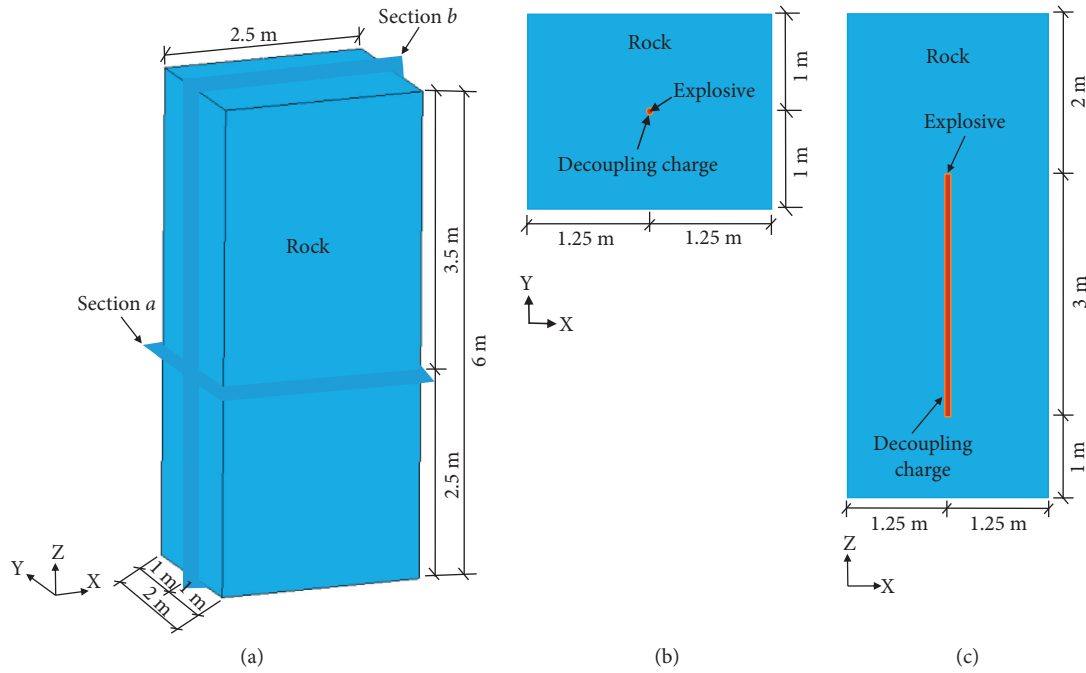 Section b
2.5 m
Rock
3.5 m
6 m
Section a
2.5 m
Y
Z
X
1 m
1 m
2 m
(a)
Rock
1 m
Explosive
Decoupling charge
1 m
1.25 m
1.25 m
Y
X
(b)
Rock
2 m
Explosive
3 m
Decoupling
charge
1 m
1.25 m
1.25 m
Z
X
(c)